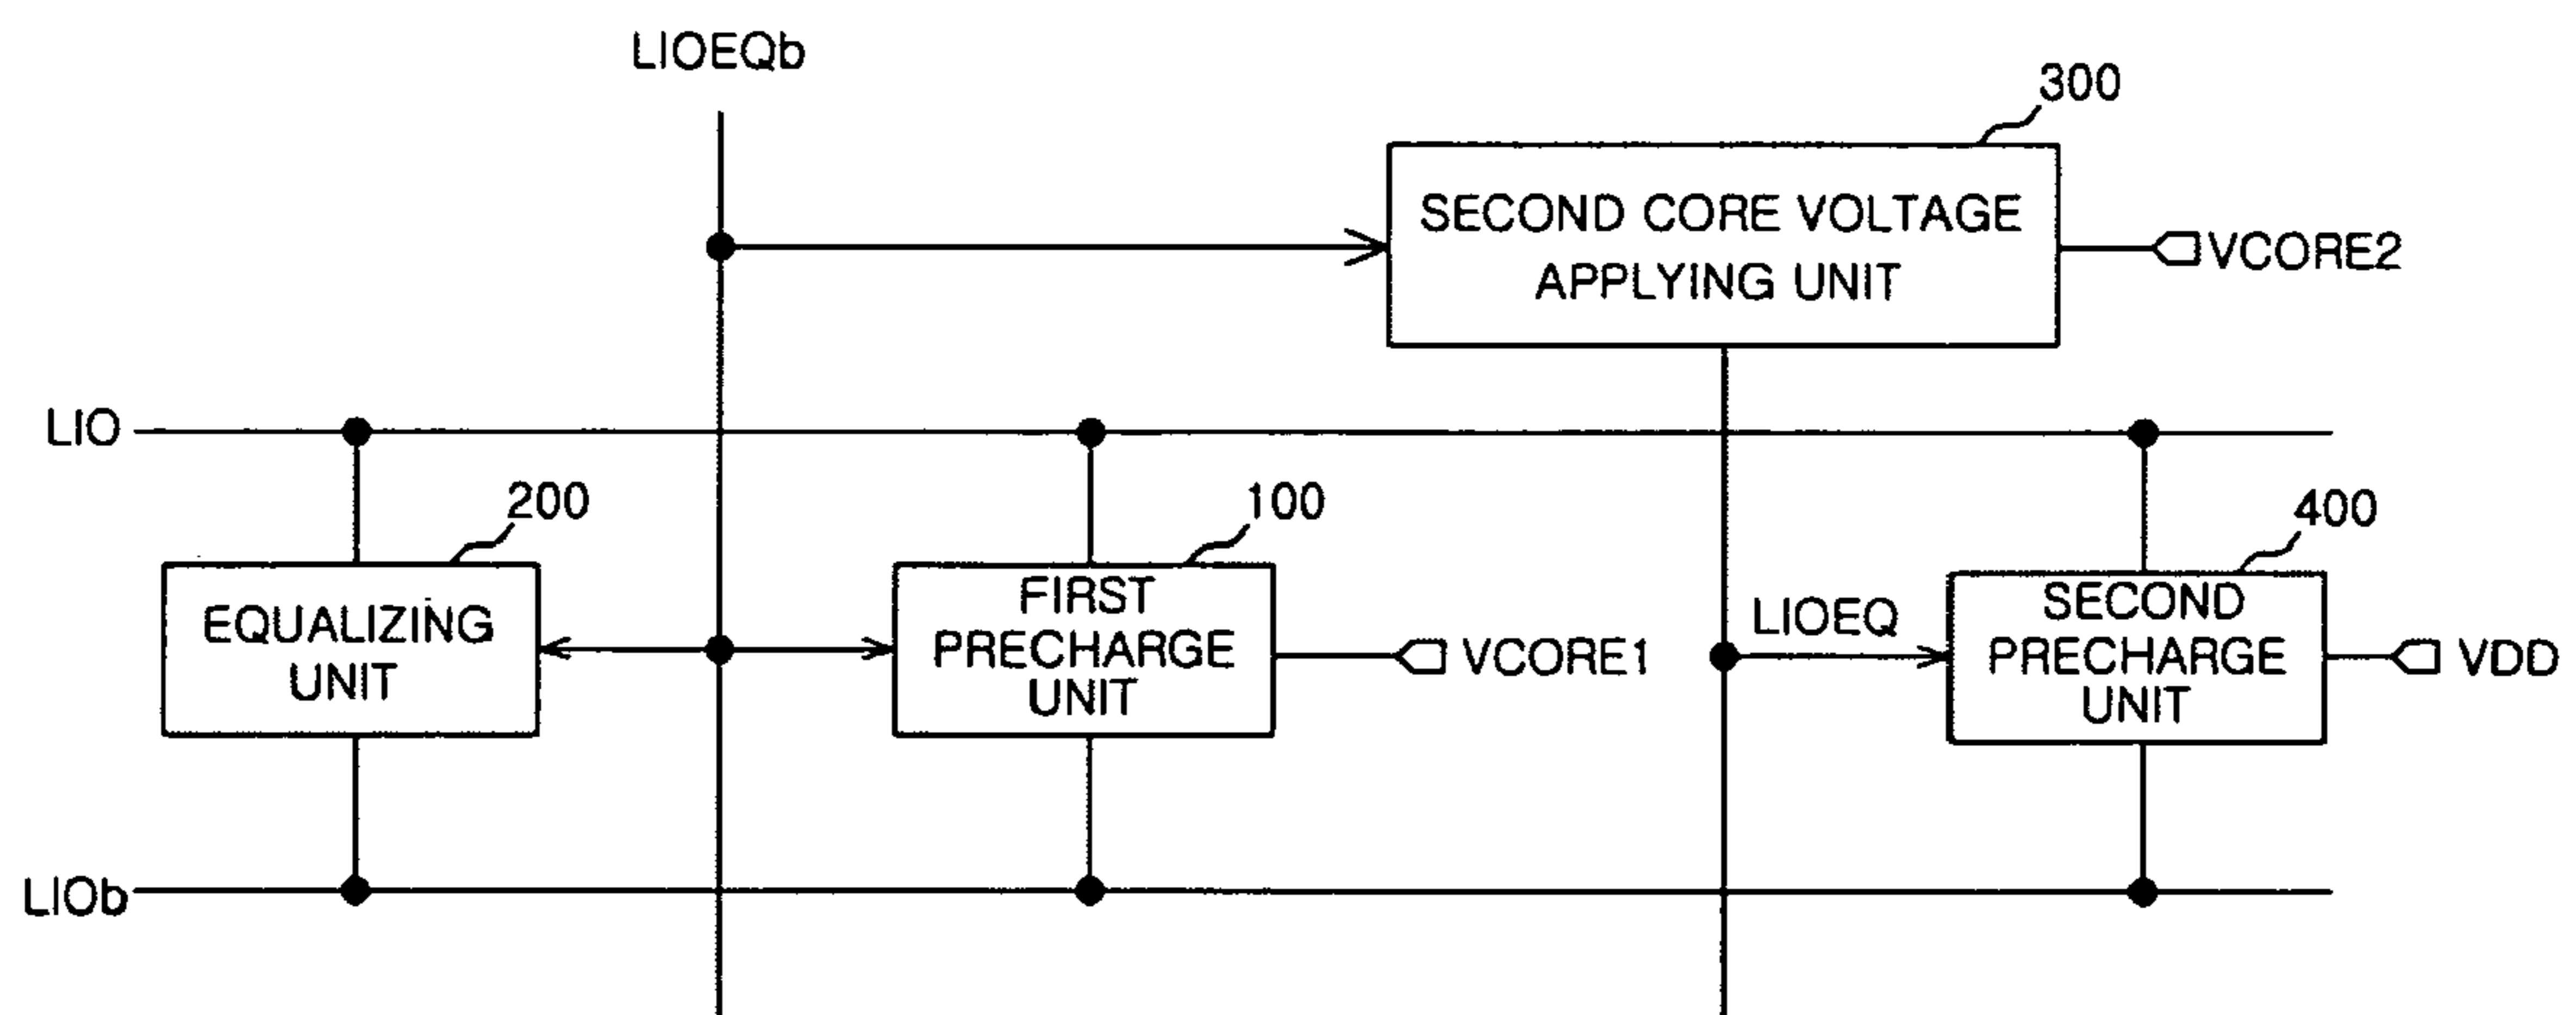 LIOEQb
300
SECOND CORE VOLTAGE
APPLYING UNIT
VCORE2
LIO
200
100
400
EQUALIZING
UNIT
FIRST
PRECHARGE
UNIT
VCORE1
LIOEQ
SECOND
PRECHARGE
UNIT
VDD
LIOb